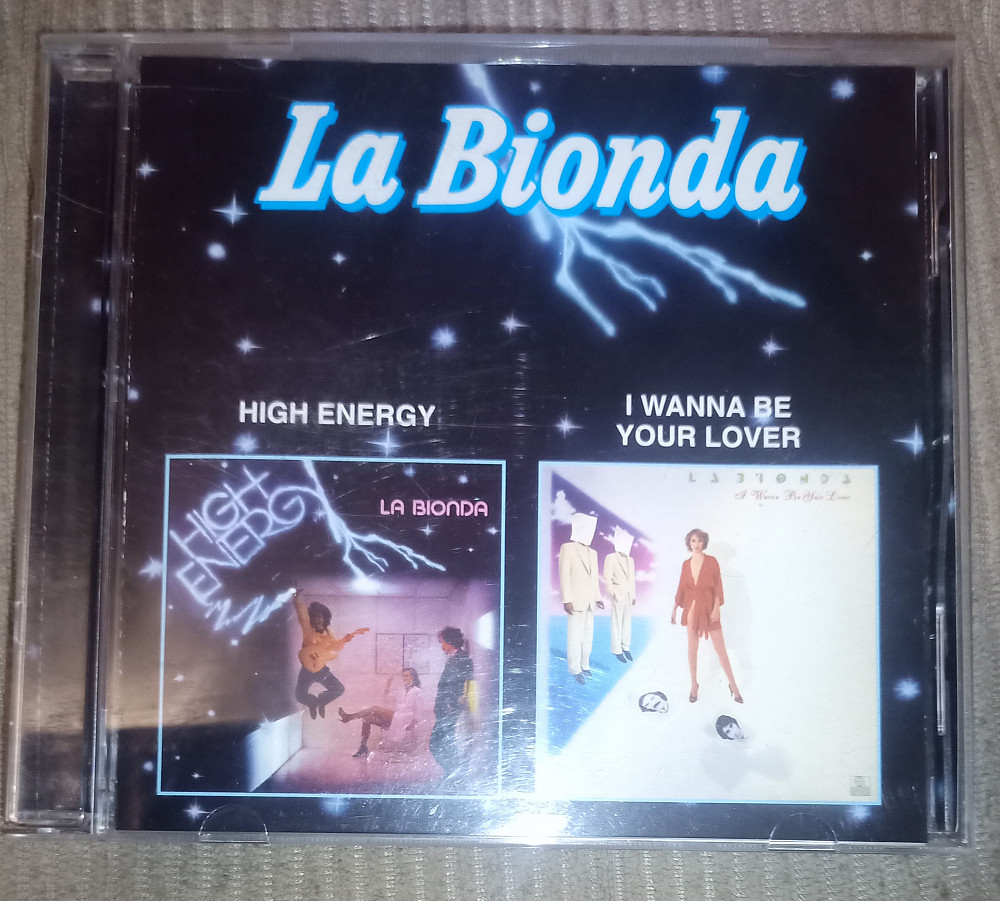 La Bionda
HIGH ENERGY
I WANNA BE
YOUR LOVER
HIGH
ENERGY
LA BIONDA
LA BIONDA
I Wanna Be Your Lover